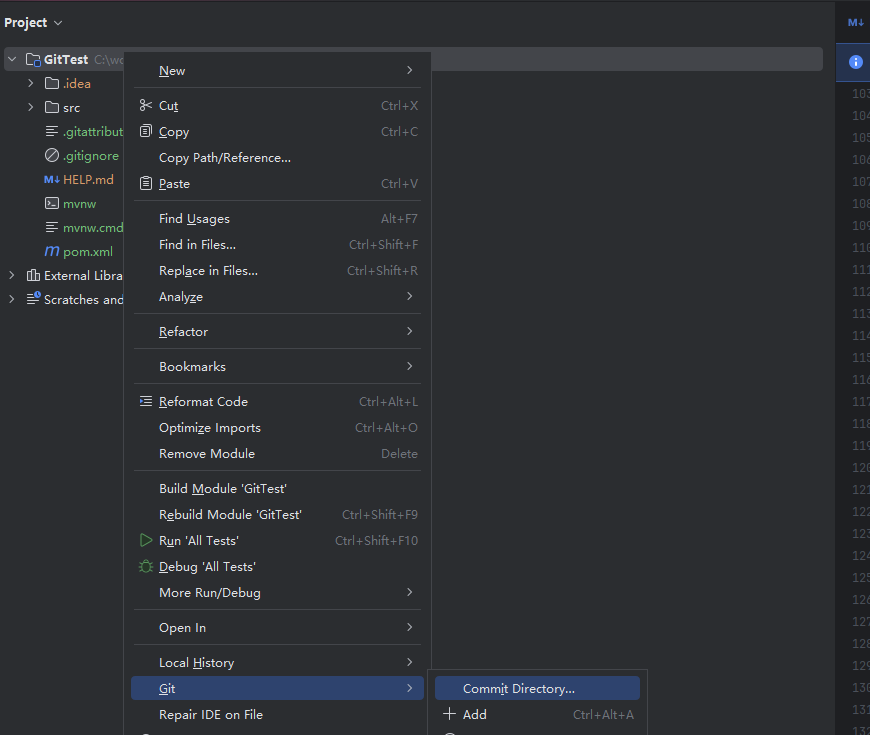 Project
GitTest C:\wo
.idea
src
.gitattribut
.gitignore
M↓ HELP.md
mvnw
mvnw.cmd
m pom.xml
External Libra
Scratches and
New
Cut Ctrl+X
Copy Ctrl+C
Copy Path/Reference...
Paste Ctrl+V
Find Usages Alt+F7
Find in Files... Ctrl+Shift+F
Replace in Files... Ctrl+Shift+R
Analyze
Refactor
Bookmarks
Reformat Code Ctrl+Alt+L
Optimize Imports Ctrl+Alt+O
Remove Module Delete
Build Module 'GitTest'
Rebuild Module 'GitTest' Ctrl+Shift+F9
Run 'All Tests' Ctrl+Shift+F10
Debug 'All Tests'
More Run/Debug
Open In
Local History
Git
Repair IDE on File
Commit Directory...
Add Ctrl+Alt+A
M↓
103
104
105
106
107
108
109
110
111
112
113
114
115
116
117
118
119
120
121
122
123
124
125
126
127
128
129
130
131
132